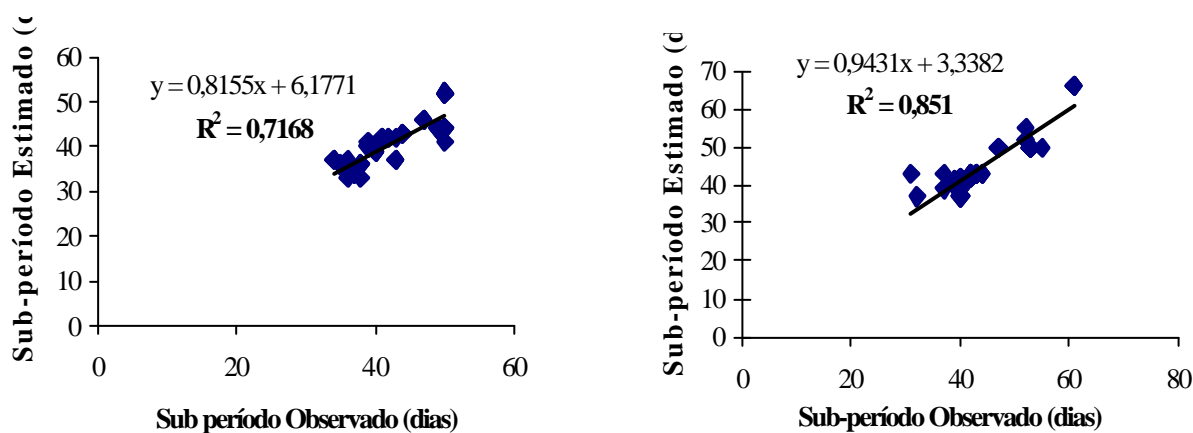 Sub-período Estimado (
60
50
40
30
20
10
0
y = 0,8155x + 6,1771
R² = 0,7168
0 20 40 60
Sub período Observado (dias)
Sub-período Estimado (d
70
60
50
40
30
20
10
0
y = 0,9431x + 3,3382
R² = 0,851
0 20 40 60 80
Sub-período Observado (dias)